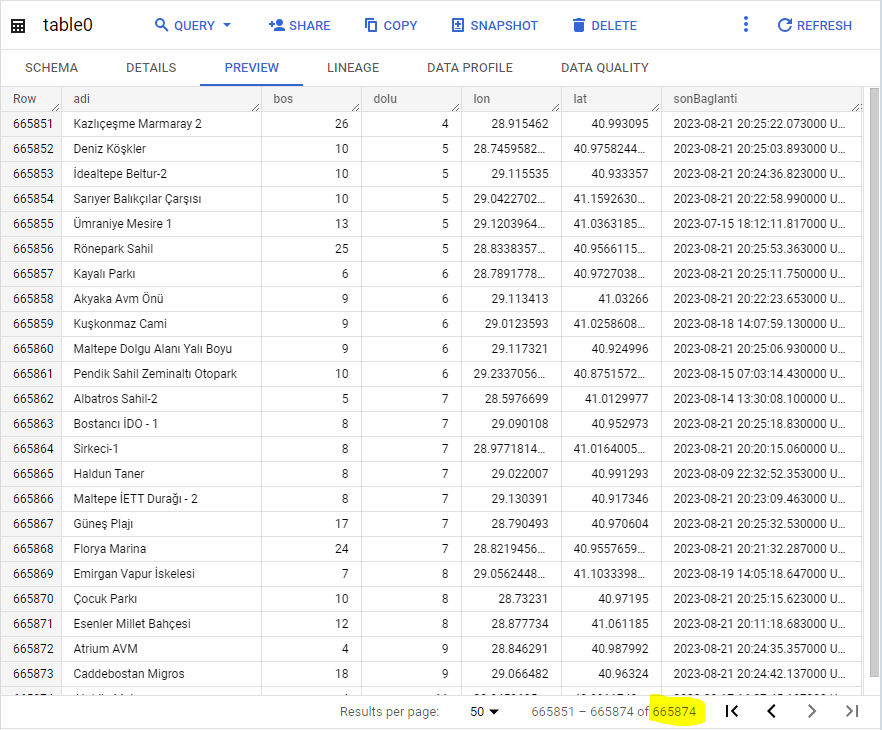 table0 QUERY SHARE COPY SNAPSHOT DELETE REFRESH
SCHEMA DETAILS PREVIEW LINEAGE DATA PROFILE DATA QUALITY
Row adi bos dolu lon lat sonBaglanti
665851 Kazlıçeşme Marmaray 2 26 4 28.915462 40.993095 2023-08-21 20:25:22.073000 U...
665852 Deniz Köşkler 10 5 28.7459582... 40.9758244... 2023-08-21 20:25:03.893000 U...
665853 İdealtepe Beltur-2 10 5 29.115535 40.933357 2023-08-21 20:24:36.823000 U...
665854 Sarıyer Balıkçılar Çarşısı 10 5 29.0422702... 41.1592630... 2023-08-21 20:22:58.990000 U...
665855 Ümraniye Mesire 1 13 5 29.1203964... 41.0363185... 2023-07-15 18:12:11.817000 U...
665856 Rönepark Sahil 25 5 28.8338357... 40.9566115... 2023-08-21 20:25:53.363000 U...
665857 Kayalı Parkı 6 6 28.7891778... 40.9727038... 2023-08-21 20:25:11.750000 U...
665858 Akyaka Avm Önü 9 6 29.113413 41.03266 2023-08-21 20:22:23.653000 U...
665859 Kuşkonmaz Cami 9 6 29.0123593 41.0258608... 2023-08-18 14:07:59.130000 U...
665860 Maltepe Dolgu Alanı Yalı Boyu 9 6 29.117321 40.924996 2023-08-21 20:25:06.930000 U...
665861 Pendik Sahil Zeminaltı Otopark 10 6 29.2337056... 40.8751572... 2023-08-15 07:03:14.430000 U...
665862 Albatros Sahil-2 5 7 28.5976699 41.0129977 2023-08-14 13:30:08.100000 U...
665863 Bostancı İDO - 1 8 7 29.090108 40.952973 2023-08-21 20:25:18.830000 U...
665864 Sirkeci-1 8 7 28.9771814... 41.0164005... 2023-08-21 20:20:15.060000 U...
665865 Haldun Taner 8 7 29.022007 40.991293 2023-08-09 22:32:52.353000 U...
665866 Maltepe İETT Durağı - 2 8 7 29.130391 40.917346 2023-08-21 20:23:09.463000 U...
665867 Güneş Plajı 17 7 28.790493 40.970604 2023-08-21 20:25:32.530000 U...
665868 Florya Marina 24 7 28.8219456... 40.9557659... 2023-08-21 20:21:32.287000 U...
665869 Emirgan Vapur İskelesi 7 8 29.0562448... 41.1033398... 2023-08-19 14:05:18.647000 U...
665870 Çocuk Parkı 10 8 28.73231 40.97195 2023-08-21 20:25:15.623000 U...
665871 Esenler Millet Bahçesi 12 8 28.877734 41.061185 2023-08-21 20:11:18.683000 U...
665872 Atrium AVM 4 9 28.846291 40.987992 2023-08-21 20:24:35.357000 U...
665873 Caddebostan Migros 18 9 29.066482 40.96324 2023-08-21 20:24:42.137000 U...
Results per page: 50 665851 – 665874 of 665874